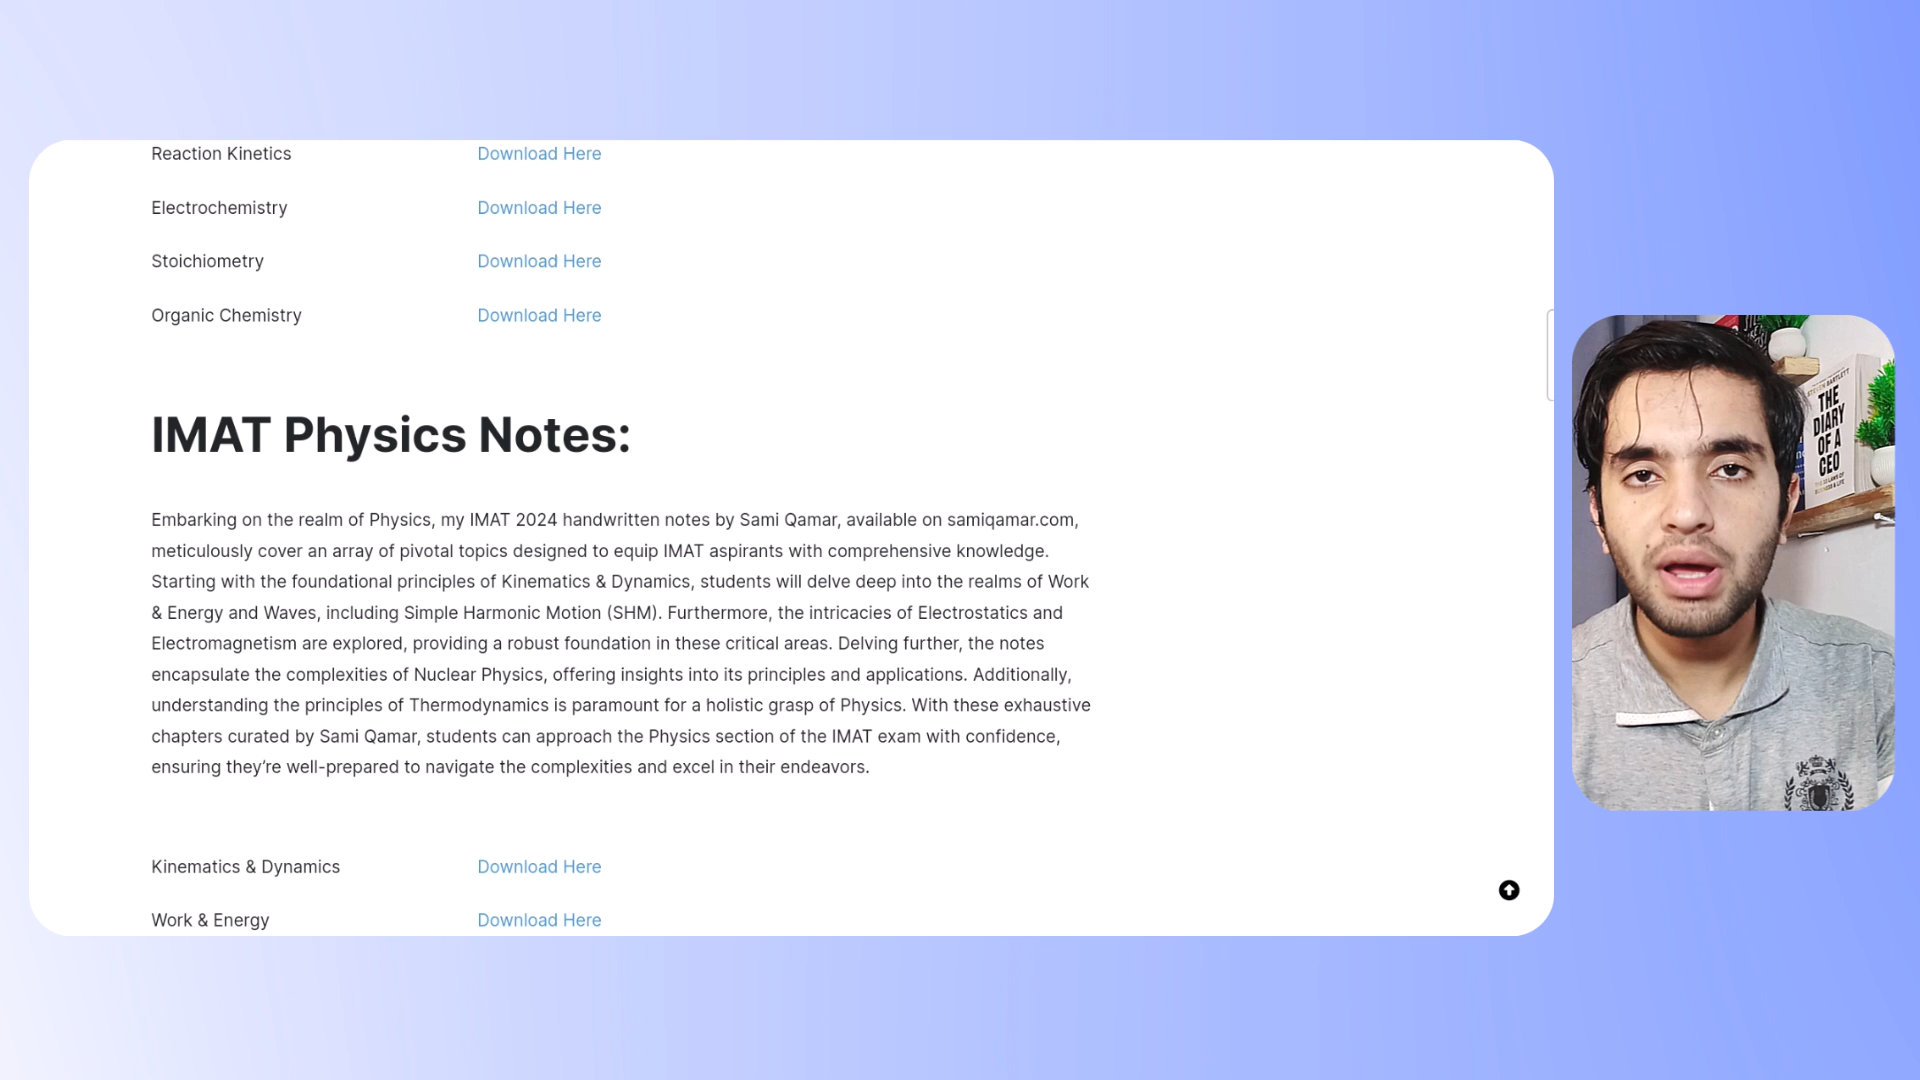 Reaction Kinetics Download Here
Electrochemistry Download Here
Stoichiometry Download Here
Organic Chemistry Download Here
IMAT Physics Notes:
Embarking on the realm of Physics, my IMAT 2024 handwritten notes by Sami Qamar, available on samiqamar.com,
meticulously cover an array of pivotal topics designed to equip IMAT aspirants with comprehensive knowledge.
Starting with the foundational principles of Kinematics & Dynamics, students will delve deep into the realms of Work
& Energy and Waves, including Simple Harmonic Motion (SHM). Furthermore, the intricacies of Electrostatics and
Electromagnetism are explored, providing a robust foundation in these critical areas. Delving further, the notes
encapsulate the complexities of Nuclear Physics, offering insights into its principles and applications. Additionally,
understanding the principles of Thermodynamics is paramount for a holistic grasp of Physics. With these exhaustive
chapters curated by Sami Qamar, students can approach the Physics section of the IMAT exam with confidence,
ensuring they’re well-prepared to navigate the complexities and excel in their endeavors.
Kinematics & Dynamics Download Here
Work & Energy Download Here
STEVEN BARTLETT
THE
DIARY
OF A
CEO